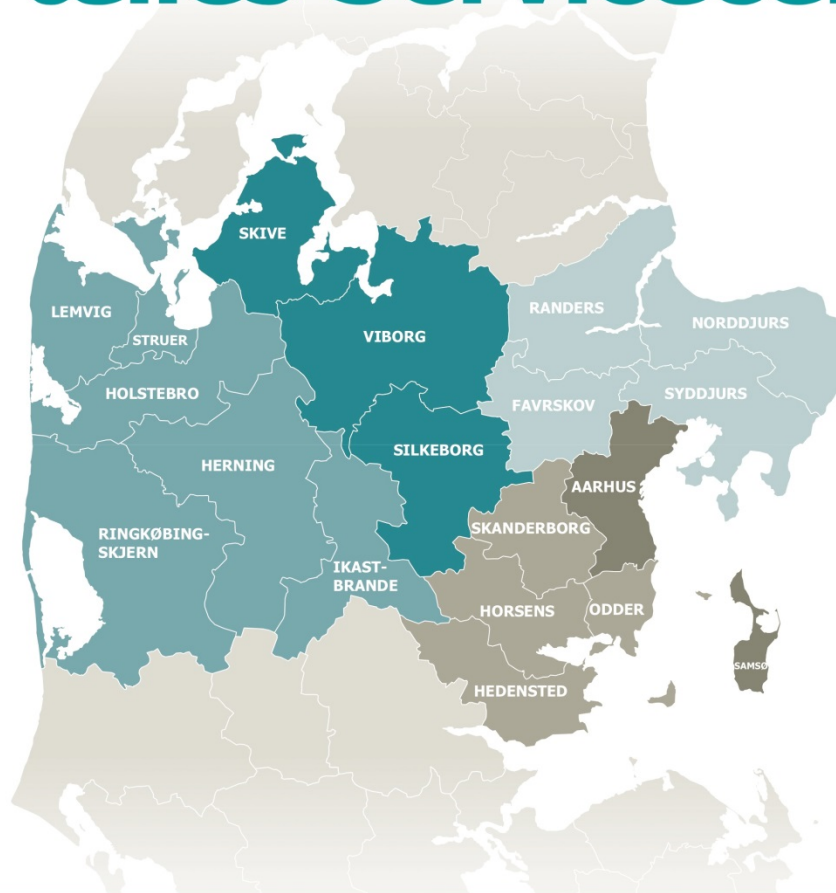 SKIVE
LEMVIG
STRUER
VIBORG
RANDERS
NORDDJURS
HOLSTEBRO
FAVRSKOV
SYDDJURS
HERNING
SILKEBORG
AARHUS
SKANDERBORG
RINGKØBING-
SKJERN
IKAST-
BRANDE
HORSENS
ODDER
SAMSØ
HEDENSTED